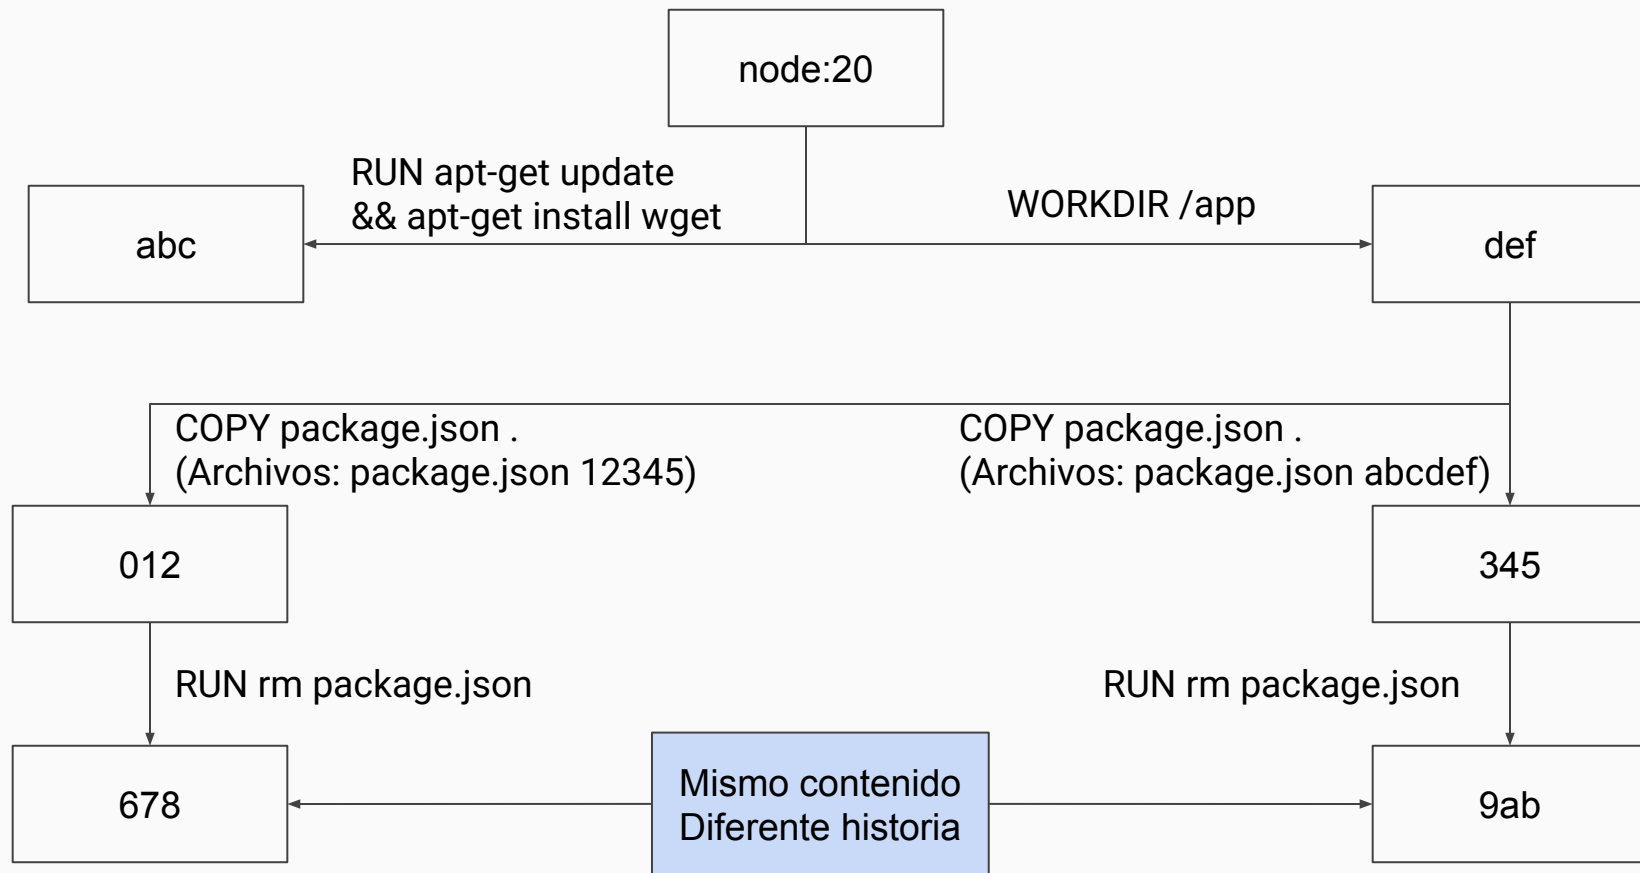 node:20
RUN apt-get update
&& apt-get install wget
WORKDIR /app
abc
def
COPY package.json .
(Archivos: package.json 12345)
COPY package.json .
(Archivos: package.json abcdef)
012
345
RUN rm package.json
RUN rm package.json
678
Mismo contenido
Diferente historia
9ab